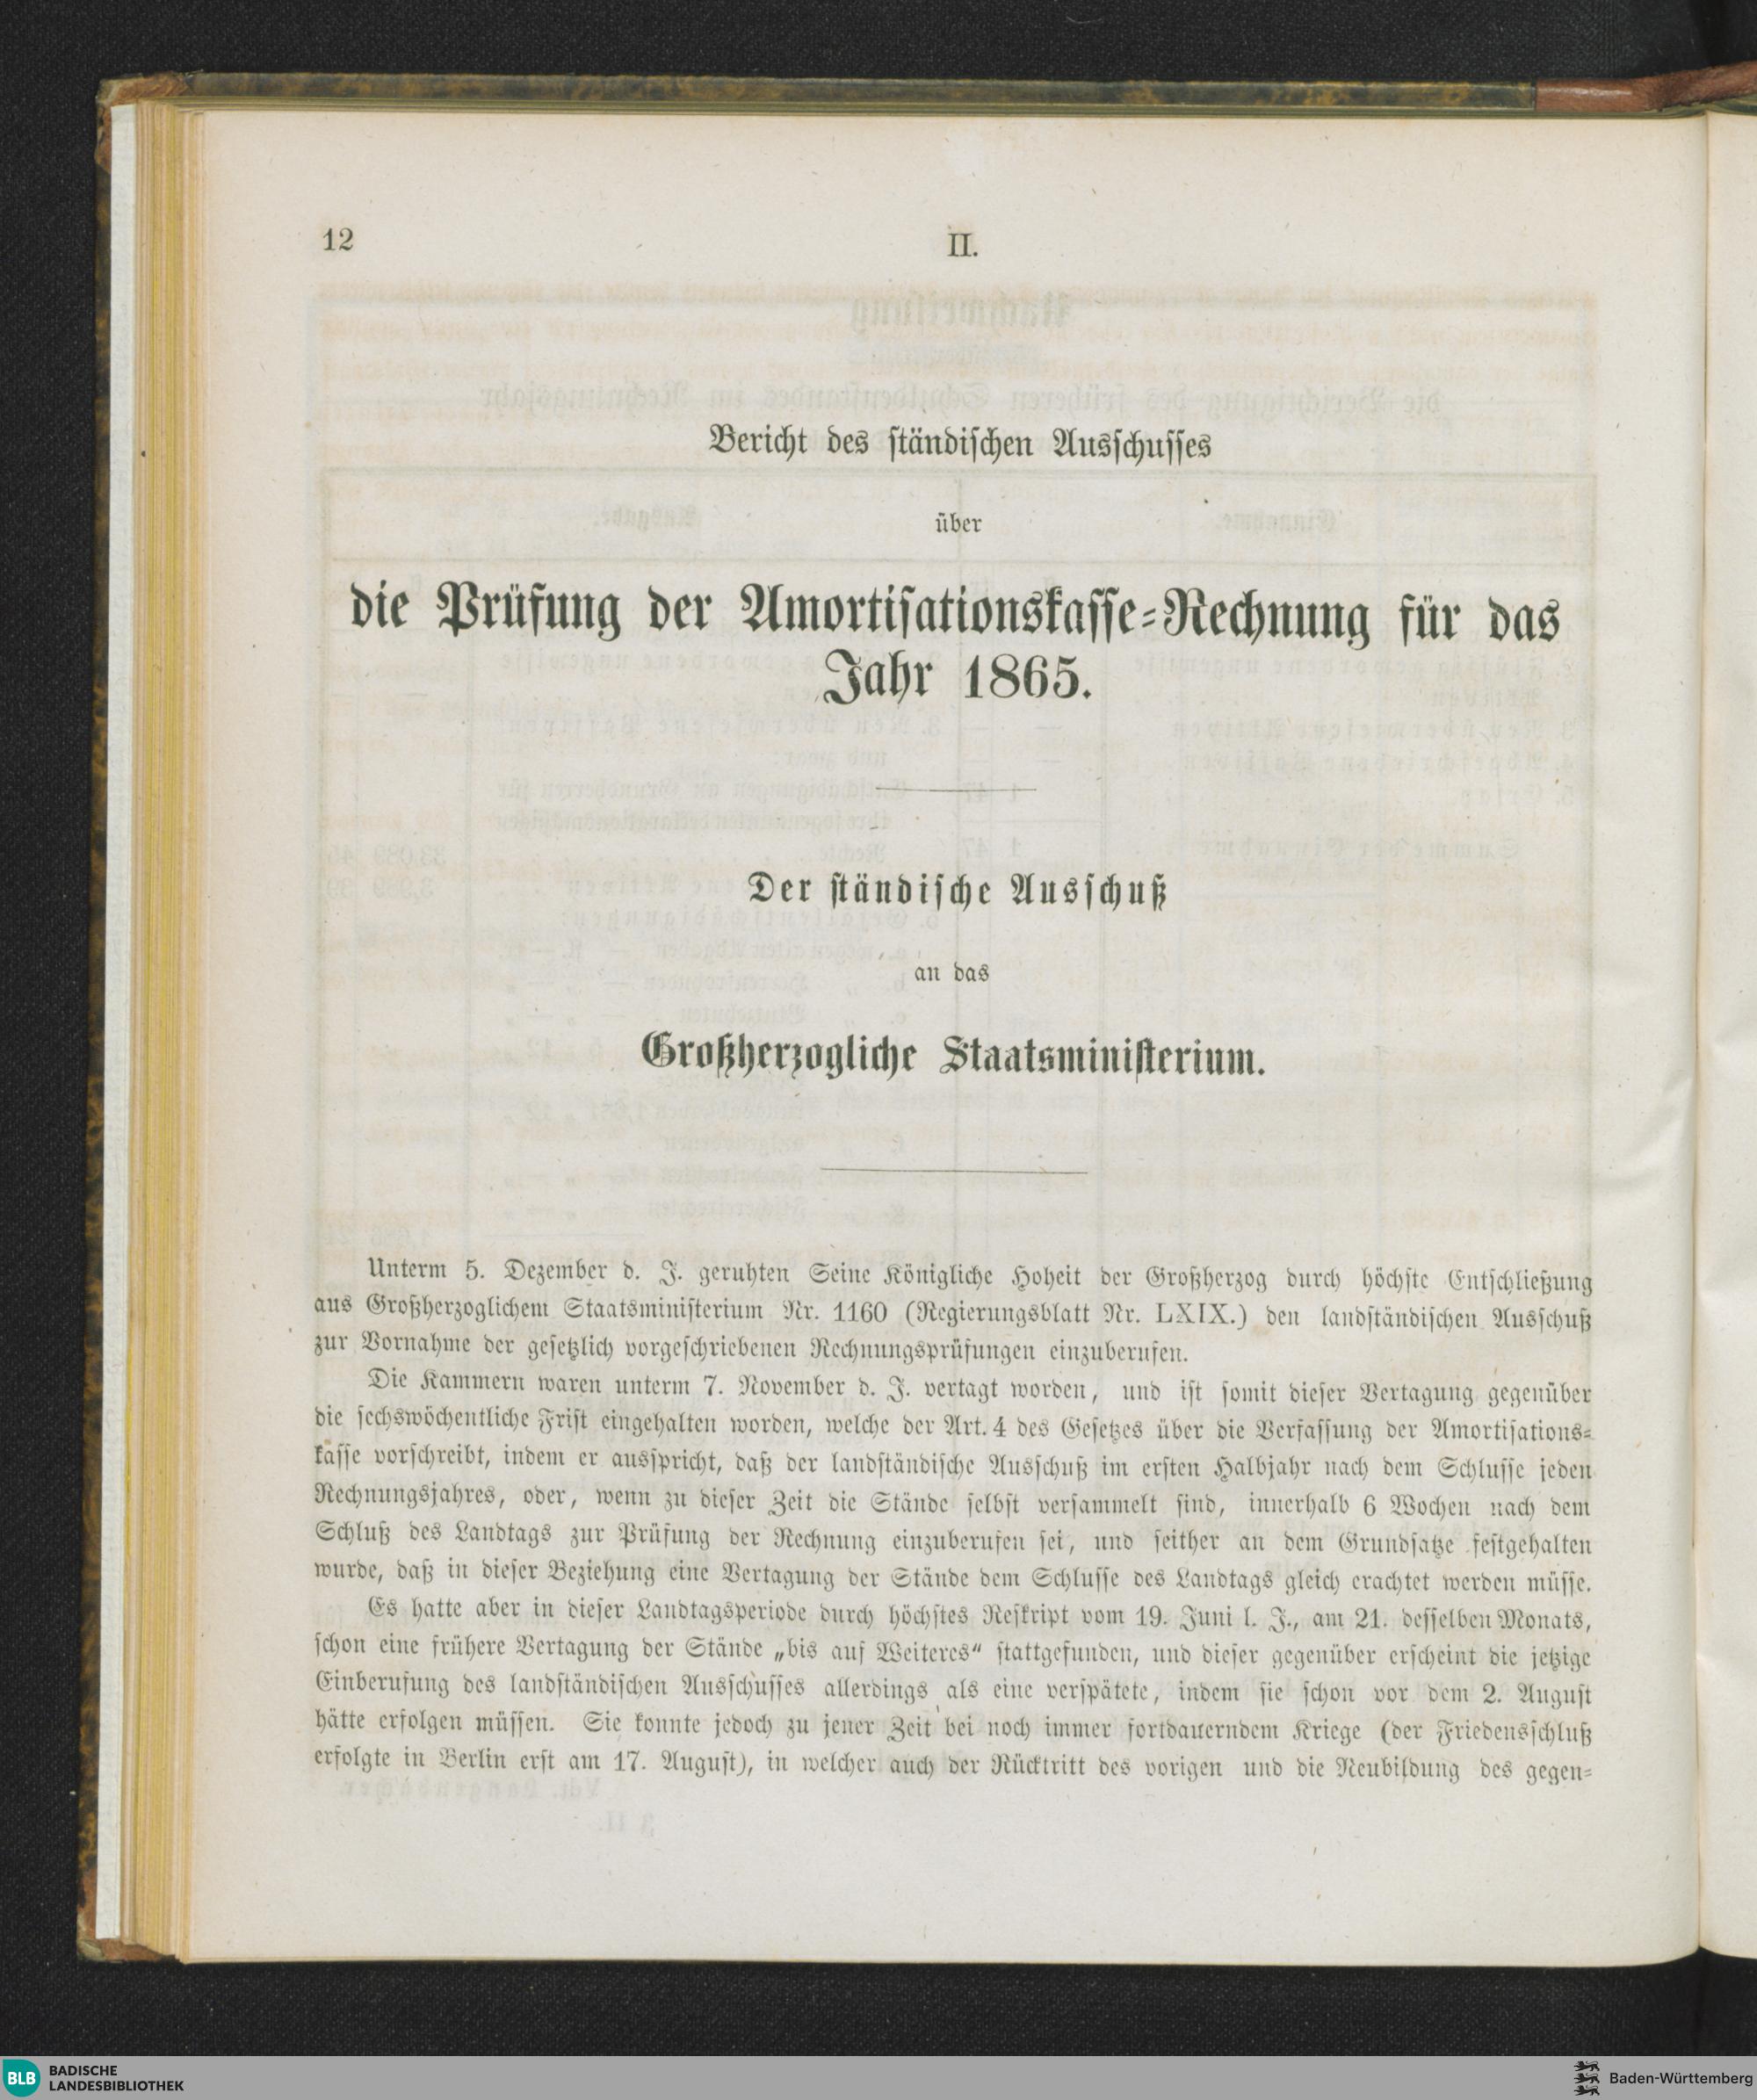 12
II.
Bericht des ständischen Ausschusses
über
die Prüfung der Amortisationskasse-Rechnung für das
Jahr 1865.
Der ständische Ausschuß
an das
Großherzogliche Staatsministerium.
Unterm 5. Dezember d. J. geruhten Seine Königliche Hoheit der Großherzog durch höchste Entschließung
aus Großherzoglichem Staatsministerium Nr. 1160 (Regierungsblatt Nr. LXIX.) den landständischen Ausschuß
zur Vornahme der gesetzlich vorgeschriebenen Rechnungsprüfungen einzuberufen.
Die Kammern waren unterm 7. November d. J. vertagt worden, und ist somit dieser Vertagung gegenüber
die sechswöchentliche Frist eingehalten worden, welche der Art. 4 des Gesetzes über die Verfassung der Amortisations-
kasse vorschreibt, indem er ausspricht, daß der landständische Ausschuß im ersten Halbjahr nach dem Schlusse jeden
Rechnungsjahres, oder, wenn zu dieser Zeit die Stände selbst versammelt sind, innerhalb 6 Wochen nach dem
Schluß des Landtags zur Prüfung der Rechnung einzuberufen sei, und seither an dem Grundsatze festgehalten
wurde, daß in dieser Beziehung eine Vertagung der Stände dem Schlusse des Landtags gleich erachtet werden müsse.
Es hatte aber in dieser Landtagsperiode durch höchstes Reskript vom 19. Juni l. J., am 21. desselben Monats,
schon eine frühere Vertagung der Stände „bis auf Weiteres“ stattgefunden, und dieser gegenüber erscheint die jetzige
Einberufung des landständischen Ausschusses allerdings als eine verspätete, indem sie schon vor dem 2. August
hätte erfolgen müssen. Sie konnte jedoch zu jener Zeit bei noch immer fortdauerndem Kriege (der Friedensschluß
erfolgte in Berlin erst am 17. August), in welcher auch der Rücktritt des vorigen und die Neubildung des gegen-
BLB BADISCHE
LANDESBIBLIOTHEK
Baden-Württemberg